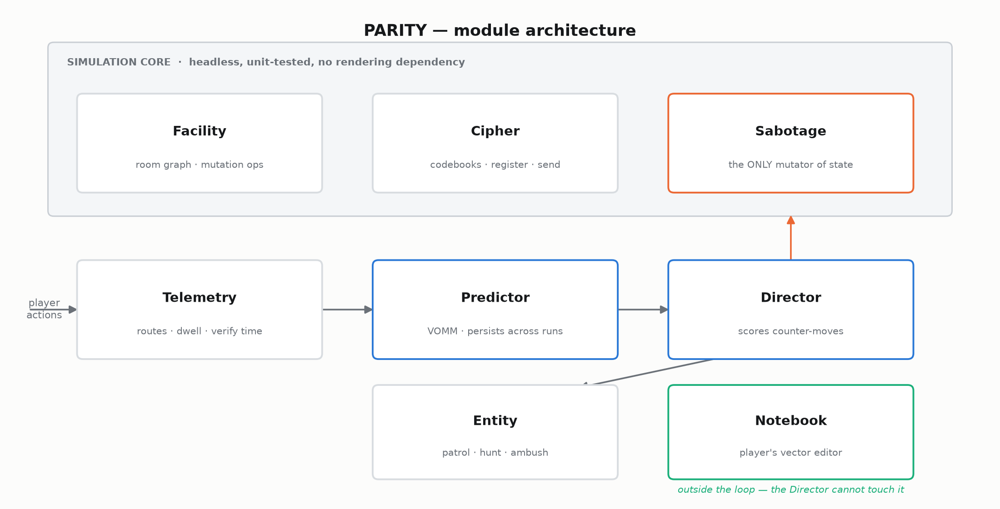 PARITY — module architecture
SIMULATION CORE · headless, unit-tested, no rendering dependency
Facility
room graph · mutation ops
Cipher
codebooks · register · send
Sabotage
the ONLY mutator of state
player
actions
Telemetry
routes · dwell · verify time
Predictor
VOMM · persists across runs
Director
scores counter-moves
Entity
patrol · hunt · ambush
Notebook
player's vector editor
outside the loop — the Director cannot touch it